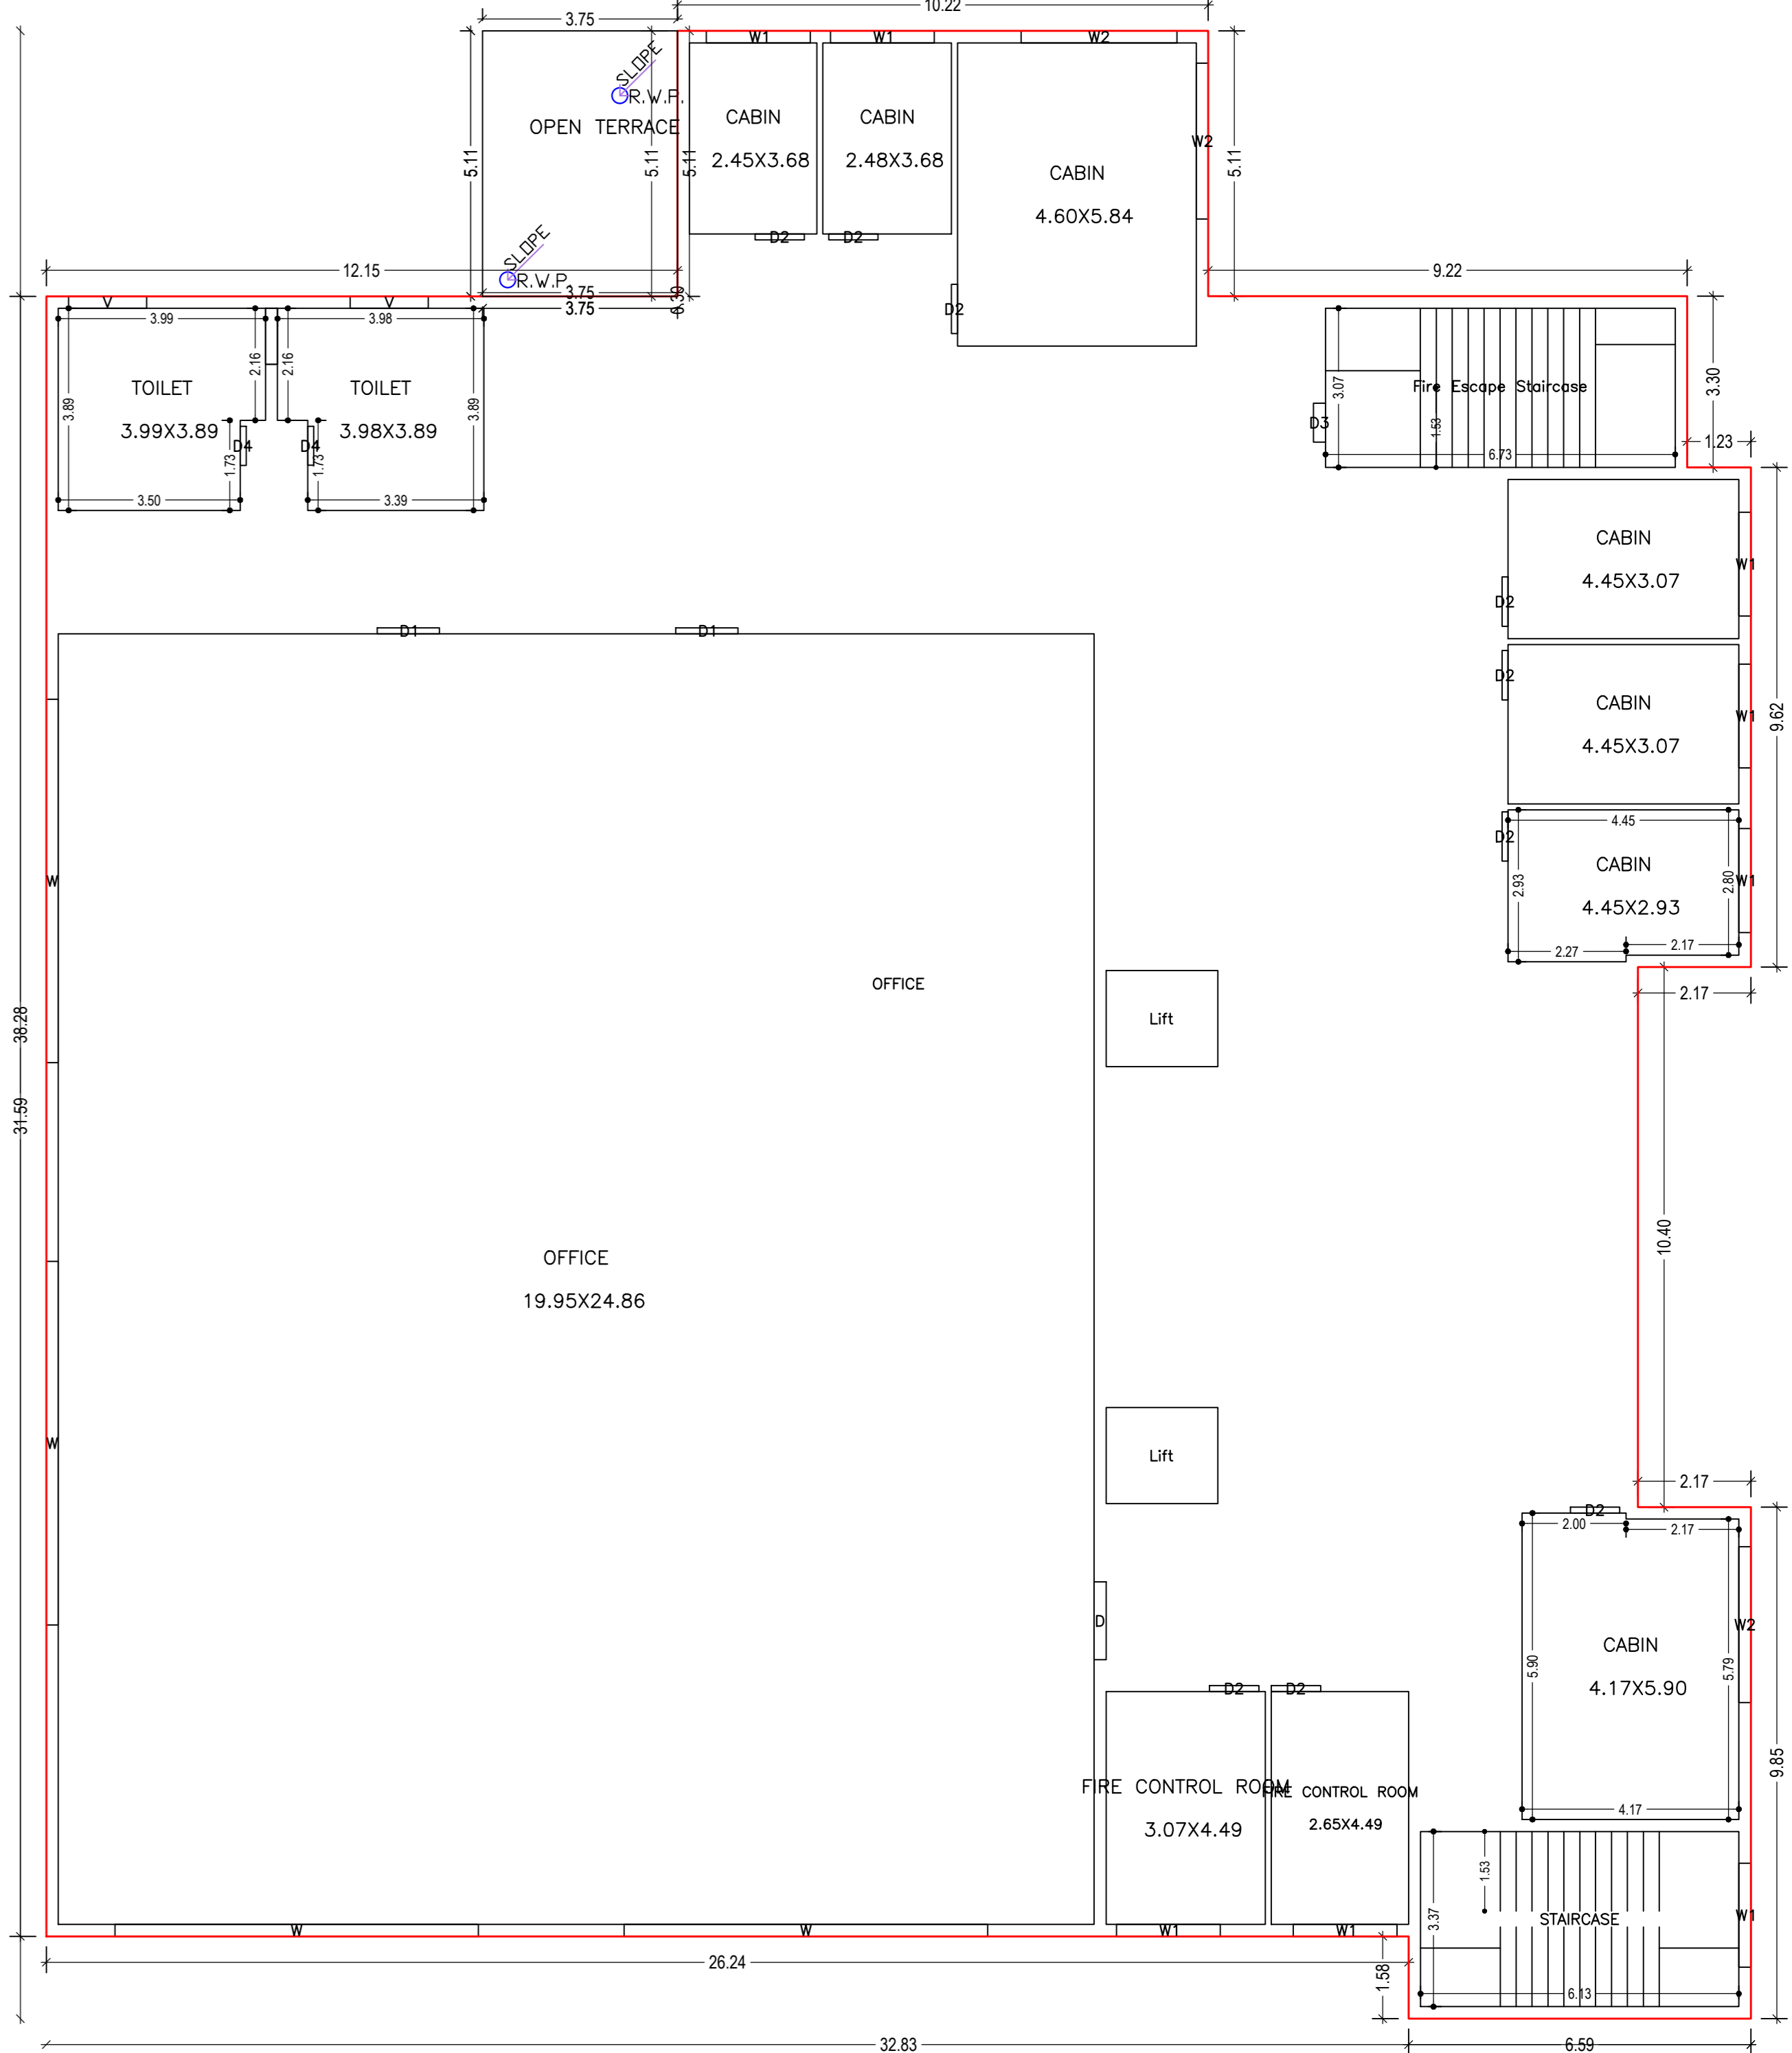 10.22
3.75
W1
W1
W2
SLOPE
R.W.P.
OPEN TERRACE
CABIN
2.45X3.68
CABIN
2.48X3.68
CABIN
4.60X5.84
W2
5.11
5.11
5.11
5.11
D2
D2
SLOPE
R.W.P.
12.15
3.75
3.75
6.30
D2
9.22
V
V
3.99
3.98
2.16
2.16
3.89
3.89
TOILET
3.99X3.89
TOILET
3.98X3.89
D4
D4
1.73
1.73
3.50
3.39
Fire Escape Staircase
3.07
1.53
D3
6.73
3.30
1.23
CABIN
4.45X3.07
D2
W1
CABIN
4.45X3.07
D2
W1
9.62
4.45
CABIN
4.45X2.93
D2
2.93
2.80
W1
2.27
2.17
2.17
D1
D1
W
OFFICE
Lift
38.28
31.59
10.40
OFFICE
19.95X24.86
W
Lift
2.17
D2
2.00
2.17
W2
CABIN
4.17X5.90
5.90
5.79
4.17
D
D2
D2
FIRE CONTROL ROOM
3.07X4.49
FIRE CONTROL ROOM
2.65X4.49
9.85
1.53
3.37
STAIRCASE
W1
6.13
W
W
W1
W1
26.24
1.58
32.83
6.59